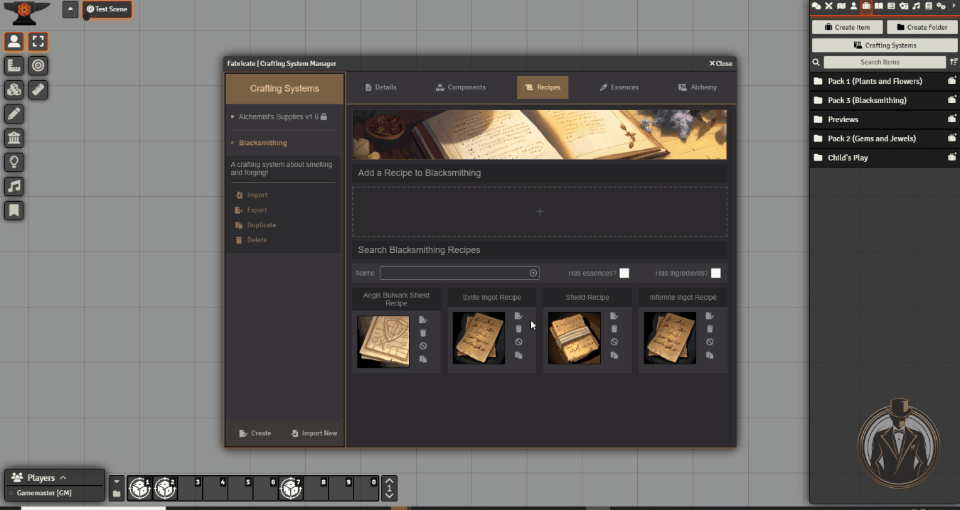 Test Scene
Create Item
Create Folder
Crafting Systems
Search Items
Pack 1 (Plants and Flowers)
Pack 3 (Blacksmithing)
Previews
Pack 2 (Gems and Jewels)
Child's Play
Fabricate | Crafting System Manager
Close
Crafting Systems
Details
Components
Recipes
Essences
Alchemy
Alchemist's Supplies v1.6
Blacksmithing
A crafting system about smelting
and forging!
Import
Export
Duplicate
Delete
Create
Import New
Add a Recipe to Blacksmithing
+
Search Blacksmithing Recipes
Name
Has essences?
Has ingredients?
Aegis Bulwark Shield
Recipe
Sylite Ingot Recipe
Shield Recipe
Infernite Ingot Recipe
Players
Gamemaster [GM]
1 2 3 4 5 6 7 8 9 0
1